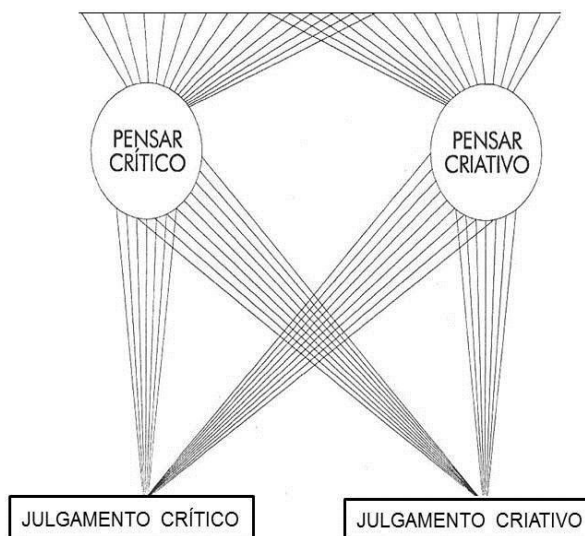 PENSAR
CRÍTICO
PENSAR
CRIATIVO
JULGAMENTO CRÍTICO
JULGAMENTO CRIATIVO